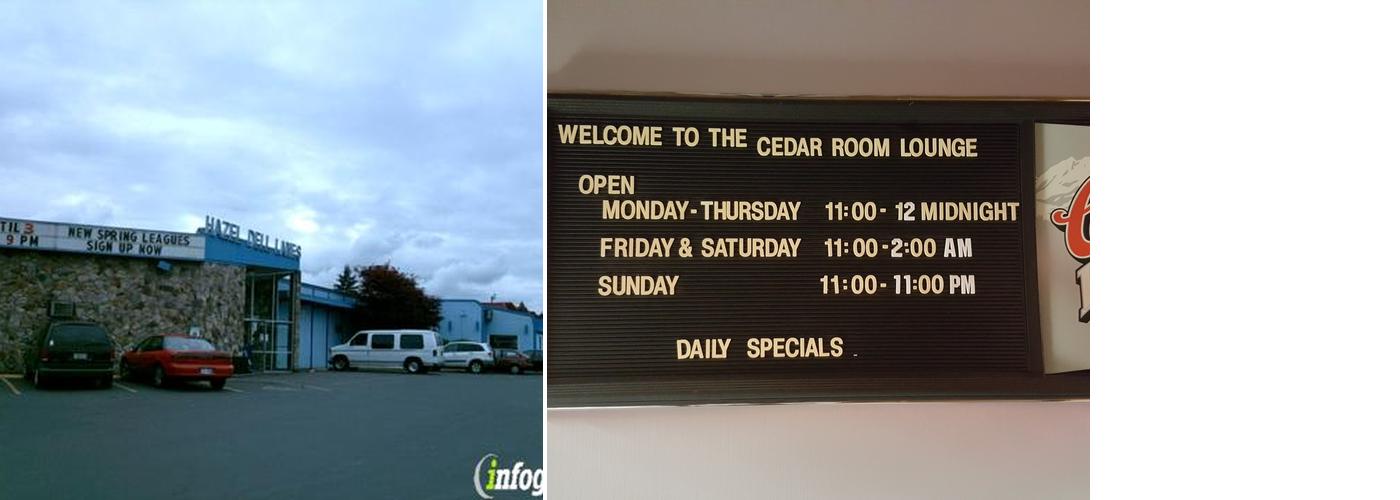 TIL 3
9 PM
NEW SPRING LEAGUES
SIGN UP NOW
HAZEL DELL LANES
infog
WELCOME TO THE CEDAR ROOM LOUNGE
OPEN
MONDAY-THURSDAY 11:00- 12 MIDNIGHT
FRIDAY & SATURDAY 11:00-2:00 AM
SUNDAY 11:00- 11:00 PM
DAILY SPECIALS